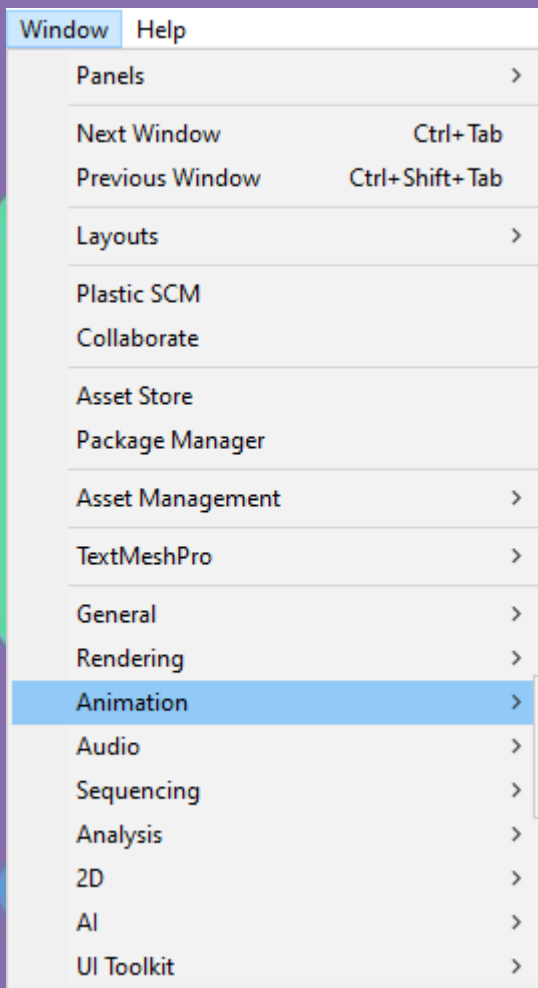 Window Help
Panels
Next Window Ctrl+Tab
Previous Window Ctrl+Shift+Tab
Layouts
Plastic SCM
Collaborate
Asset Store
Package Manager
Asset Management
TextMeshPro
General
Rendering
Animation
Audio
Sequencing
Analysis
2D
AI
UI Toolkit